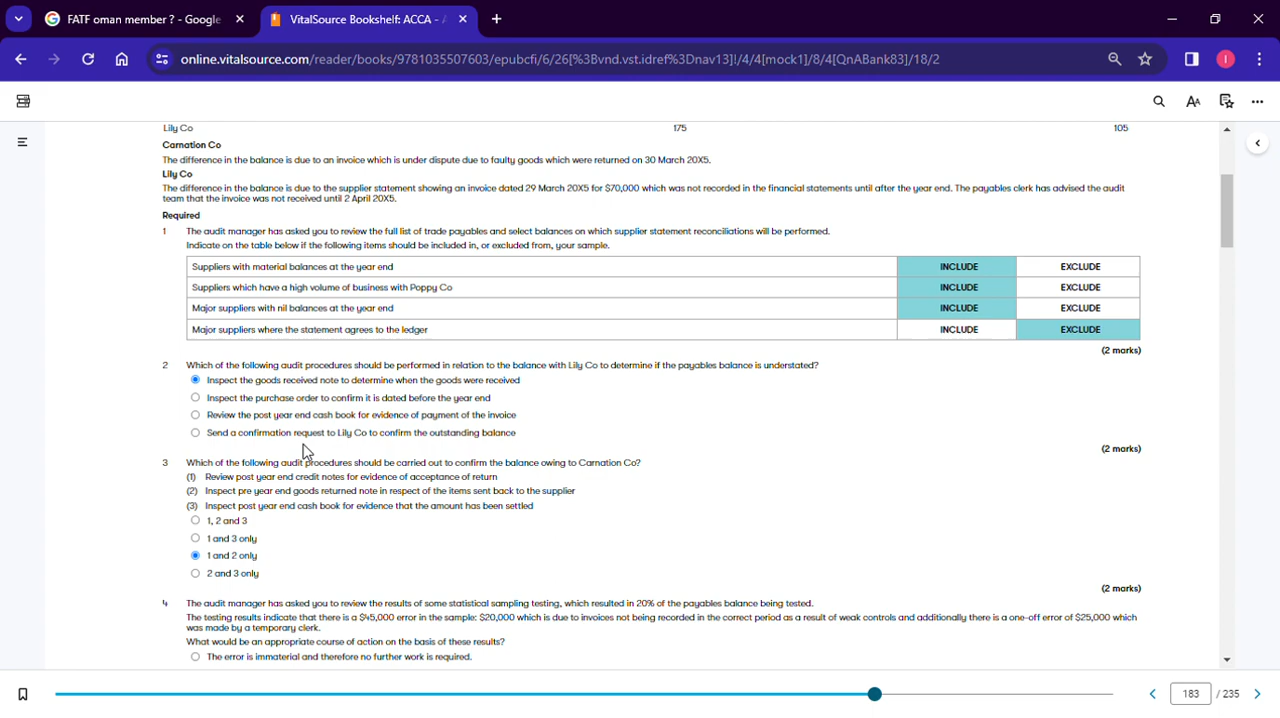 FATF oman member ? - Google
VitalSource Bookshelf: ACCA - A
online.vitalsource.com/reader/books/9781035507603/epubcfi/6/26[%3Bvnd.vst.idref%3Dnav13]!/4/4[mock1]/8/4[QnABank83]/18/2
I
AA
Lily Co 175 105
Carnation Co
The difference in the balance is due to an invoice which is under dispute due to faulty goods which were returned on 30 March 20X5.
Lily Co
The difference in the balance is due to the supplier statement showing an invoice dated 29 March 20X5 for $70,000 which was not recorded in the financial statements until after the year end. The payables clerk has advised the audit
team that the invoice was not received until 2 April 20X5.
Required
1 The audit manager has asked you to review the full list of trade payables and select balances on which supplier statement reconciliations will be performed.
Indicate on the table below if the following items should be included in, or excluded from, your sample.
Suppliers with material balances at the year end INCLUDE EXCLUDE
Suppliers which have a high volume of business with Poppy Co INCLUDE EXCLUDE
Major suppliers with nil balances at the year end INCLUDE EXCLUDE
Major suppliers where the statement agrees to the ledger INCLUDE EXCLUDE
(2 marks)
2 Which of the following audit procedures should be performed in relation to the balance with Lily Co to determine if the payables balance is understated?
Inspect the goods received note to determine when the goods were received
Inspect the purchase order to confirm it is dated before the year end
Review the post year end cash book for evidence of payment of the invoice
Send a confirmation request to Lily Co to confirm the outstanding balance
(2 marks)
3 Which of the following audit procedures should be carried out to confirm the balance owing to Carnation Co?
(1) Review post year end credit notes for evidence of acceptance of return
(2) Inspect pre year end goods returned note in respect of the items sent back to the supplier
(3) Inspect post year end cash book for evidence that the amount has been settled
1, 2 and 3
1 and 3 only
1 and 2 only
2 and 3 only
(2 marks)
4 The audit manager has asked you to review the results of some statistical sampling testing, which resulted in 20% of the payables balance being tested.
The testing results indicate that there is a $45,000 error in the sample: $20,000 which is due to invoices not being recorded in the correct period as a result of weak controls and additionally there is a one-off error of $25,000 which
was made by a temporary clerk.
What would be an appropriate course of action on the basis of these results?
The error is immaterial and therefore no further work is required.
183 / 235